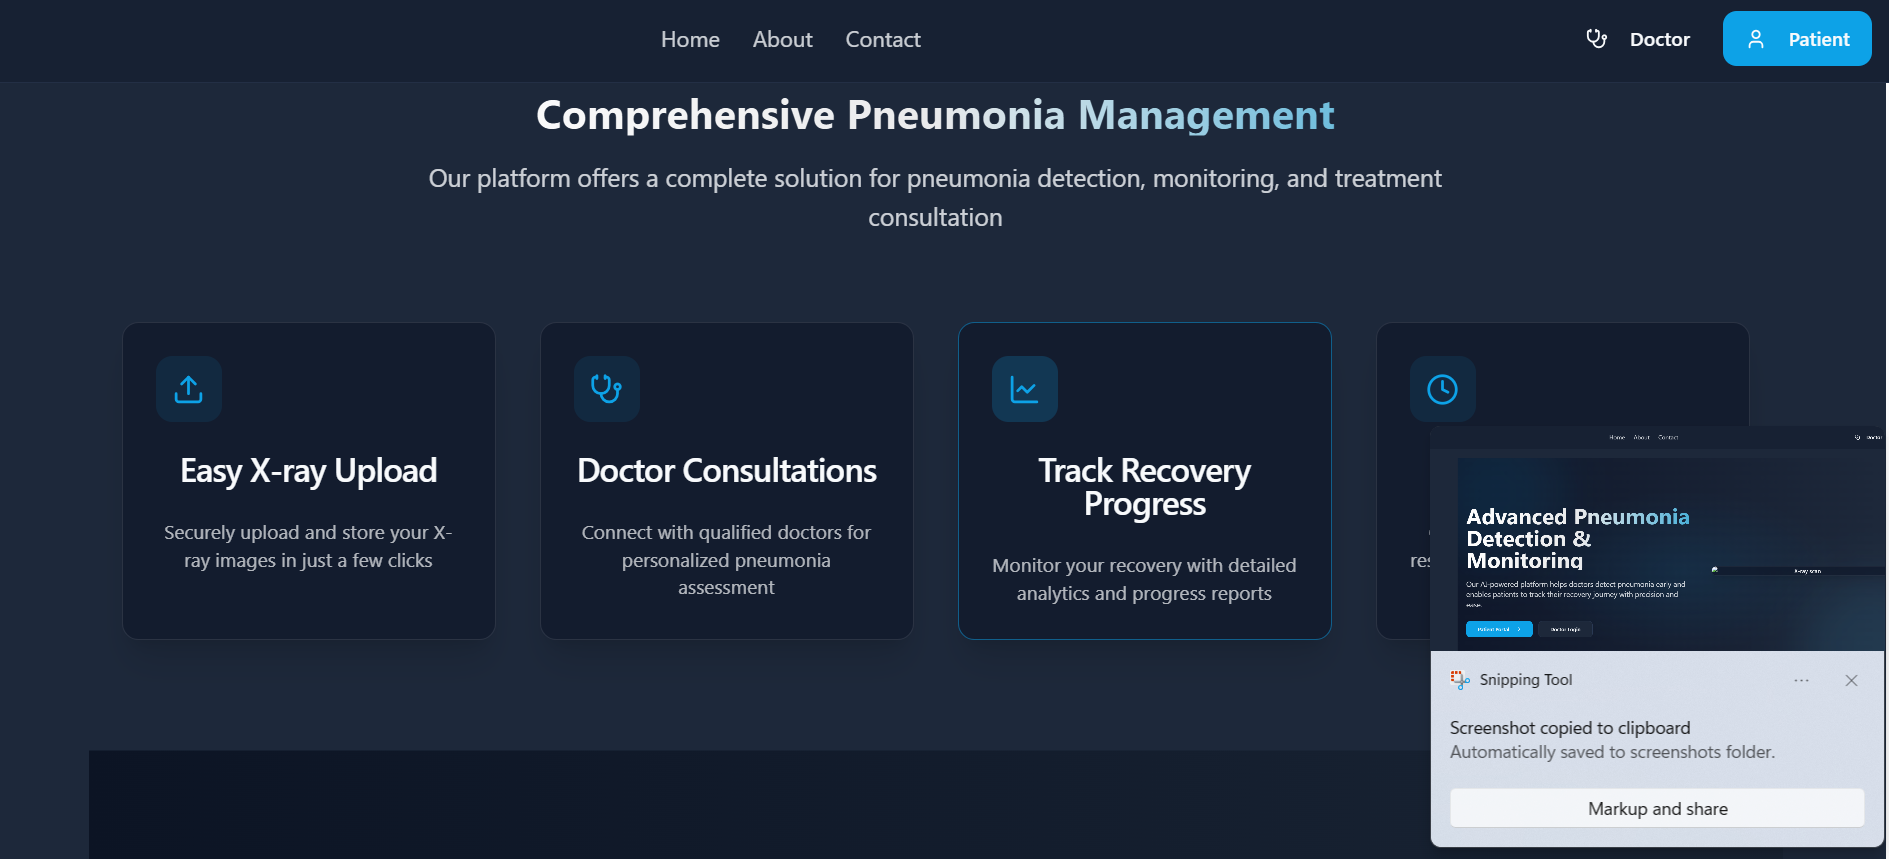 Home About Contact Doctor Patient
Comprehensive Pneumonia Management
Our platform offers a complete solution for pneumonia detection, monitoring, and treatment
consultation
Easy X-ray Upload
Securely upload and store your X-
ray images in just a few clicks
Doctor Consultations
Connect with qualified doctors for
personalized pneumonia
assessment
Track Recovery
Progress
Monitor your recovery with detailed
analytics and progress reports
Home About Contact Doctor
Advanced Pneumonia
Detection &
Monitoring
Our AI-powered platform helps doctors detect pneumonia early and
enables patients to track their recovery journey with precision and
ease.
Patient Portal
Doctor Login
X-ray scan
Snipping Tool
Screenshot copied to clipboard
Automatically saved to screenshots folder.
Markup and share